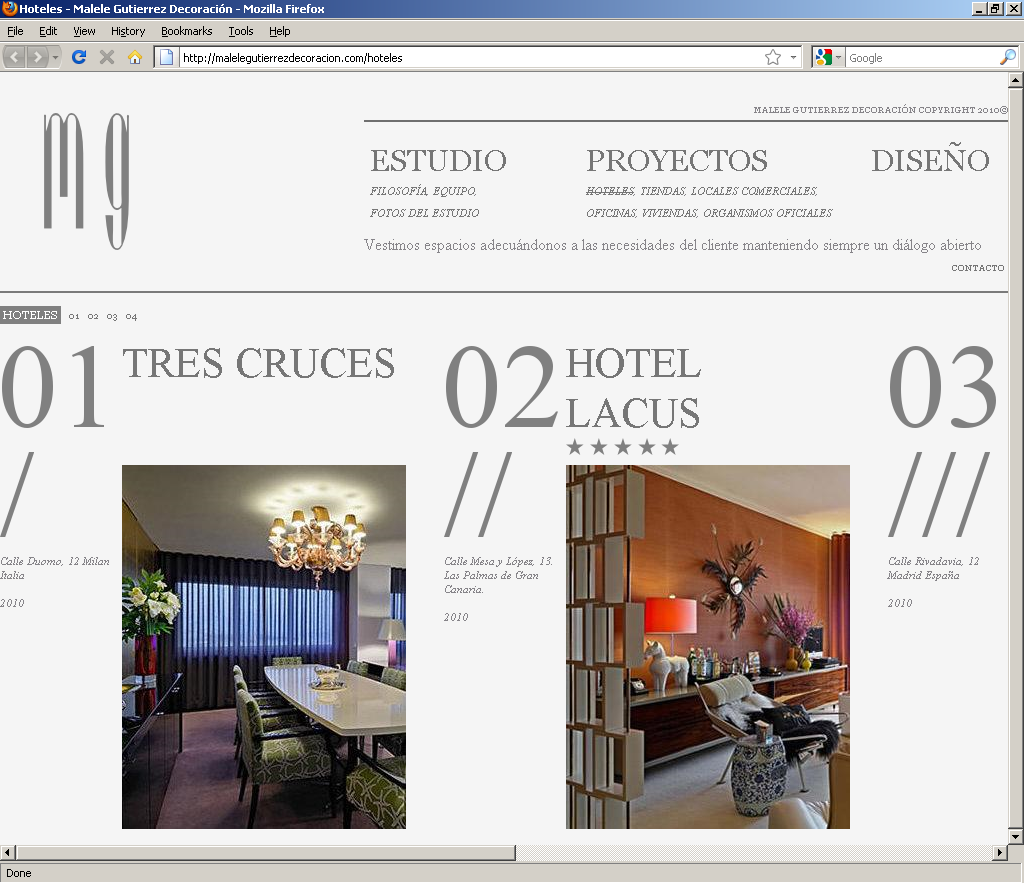 Hoteles - Malele Gutierrez Decoración - Mozilla Firefox
File Edit View History Bookmarks Tools Help
http://malelegutierrezdecoracion.com/hoteles
Google
MALELE GUTIERREZ DECORACIÓN COPYRIGHT 2010©
mg
ESTUDIO PROYECTOS DISEÑO
FILOSOFÍA, EQUIPO, HOTELES, TIENDAS, LOCALES COMERCIALES,
FOTOS DEL ESTUDIO OFICINAS, VIVIENDAS, ORGANISMOS OFICIALES
Vestimos espacios adecuándonos a las necesidades del cliente manteniendo siempre un diálogo abierto
CONTACTO
HOTELES 01 02 03 04
01 TRES CRUCES
/
Calle Duomo, 12 Milan
Italia
2010
02 HOTEL
LACUS
★★★★★
//
Calle Mesa y López, 13.
Las Palmas de Gran
Canaria.
2010
03
///
Calle Rivadavia, 12
Madrid España
2010
Done